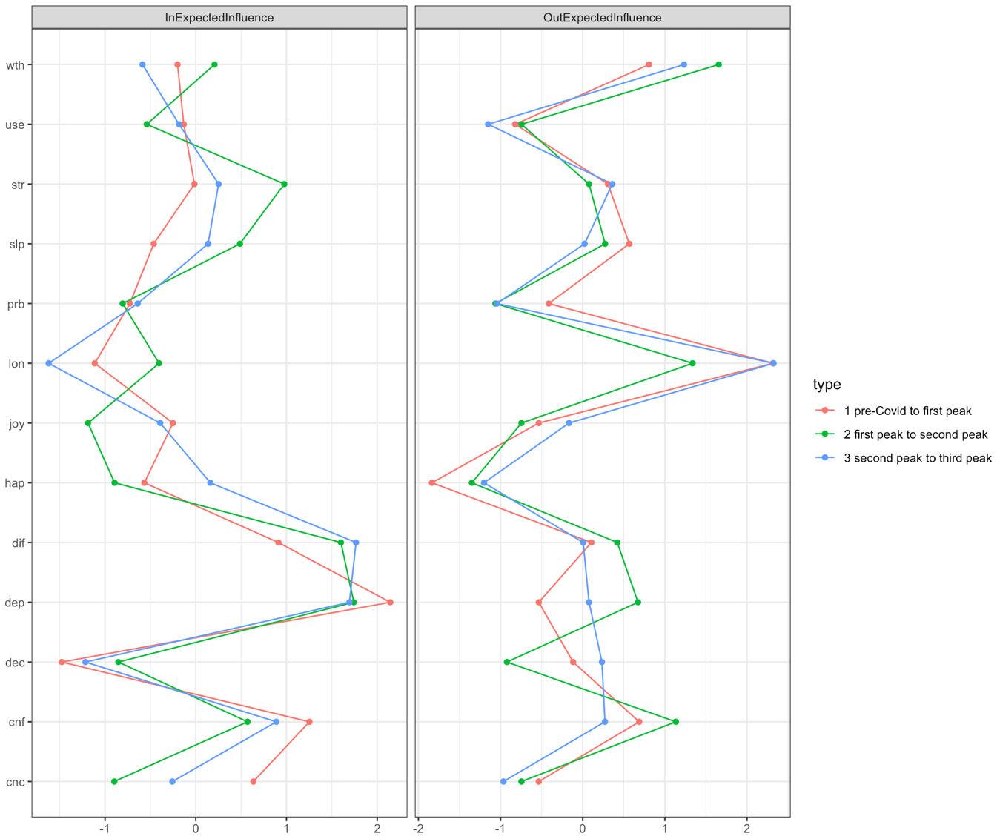 InExpectedInfluence
OutExpectedInfluence
wth
use
str
slp
prb
lon
joy
hap
dif
dep
dec
cnf
cnc
-1 0 1 2
-2 -1 0 1 2
type
1 pre-Covid to first peak
2 first peak to second peak
3 second peak to third peak